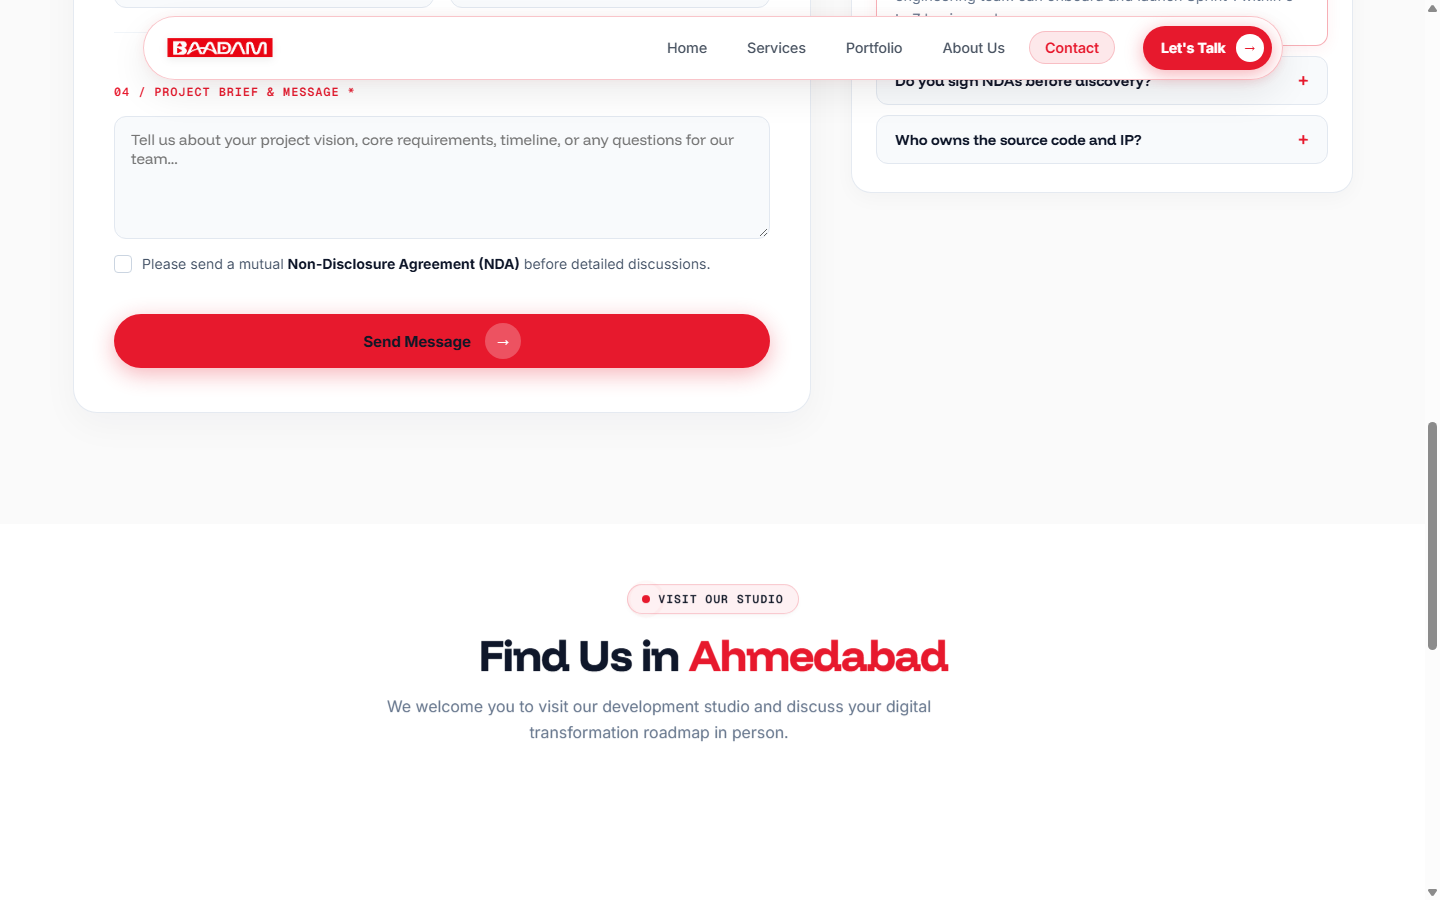 BAADAM
Home
Services
Portfolio
About Us
Contact
Let's Talk →
04 / PROJECT BRIEF & MESSAGE *
Tell us about your project vision, core requirements, timeline, or any questions for our
team...
Please send a mutual Non-Disclosure Agreement (NDA) before detailed discussions.
Send Message →
Do you sign NDAs before discovery? +
Who owns the source code and IP? +
VISIT OUR STUDIO
Find Us in Ahmedabad
We welcome you to visit our development studio and discuss your digital
transformation roadmap in person.